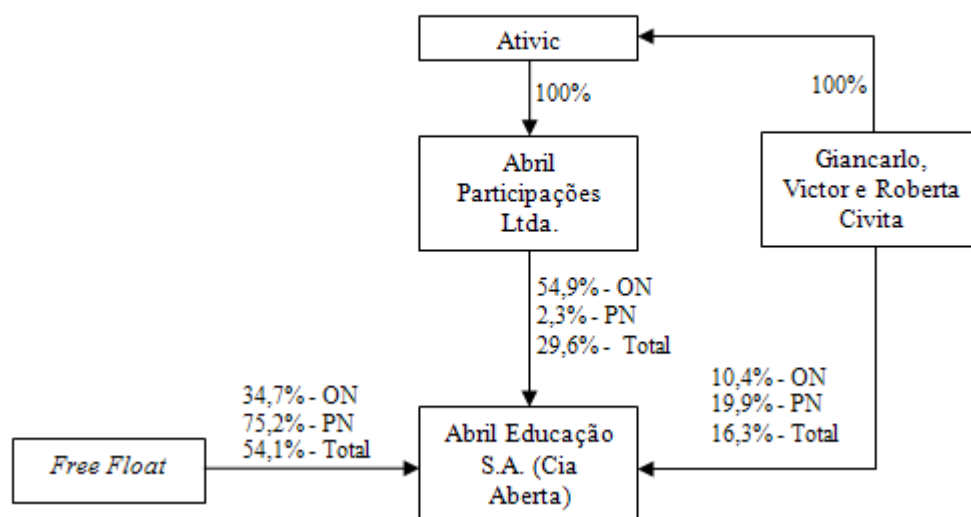 Ativic
100%
100%
Abril
Participações
Ltda.
Giancarlo,
Victor e Roberta
Civita
54,9% - ON
2,3% - PN
29,6% - Total
10,4% - ON
19,9% - PN
16,3% - Total
34,7% - ON
75,2% - PN
54,1% - Total
Free Float
Abril Educação
S.A. (Cia
Aberta)